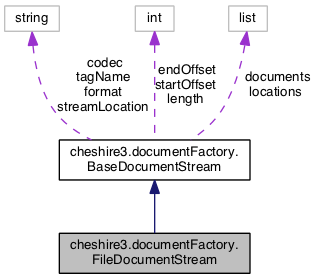 string
int
list
codec
tagName
format
streamLocation
endOffset
startOffset
length
documents
locations
cheshire3.documentFactory.
BaseDocumentStream
cheshire3.documentFactory.
FileDocumentStream